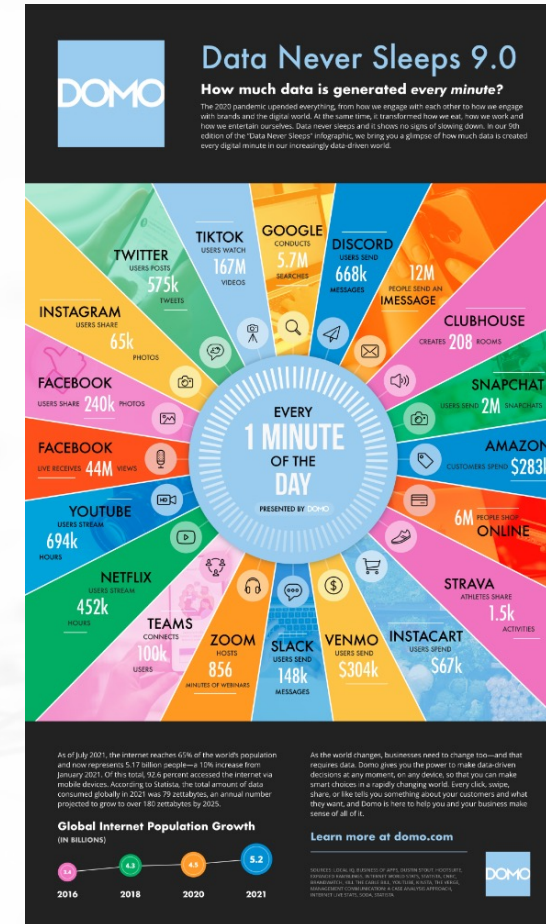 DOMO
Data Never Sleeps 9.0
How much data is generated every minute?
The 2020 pandemic upended everything, from how we engage with each other to how we engage
with brands and the digital world. At the same time, it transformed how we eat, how we work and
how we entertain ourselves. Data never sleeps and it shows no signs of slowing down. In our 9th
edition of the "Data Never Sleeps" infographic, we bring you a glimpse of how much data is created
every digital minute in our increasingly data-driven world.
GOOGLE
CONDUCTS
5.7M
SEARCHES
DISCORD
USERS SEND
668k
MESSAGES
12M
PEOPLE SEND AN
IMESSAGE
CLUBHOUSE
CREATES 208 ROOMS
SNAPCHAT
USERS SEND 2M SNAPCHATS
AMAZON
CUSTOMERS SPEND $283k
6M PEOPLE SHOP
ONLINE
STRAVA
ATHLETES SHARE
1.5k
ACTIVITIES
INSTACART
USERS SPEND
$67k
VENMO
USERS SEND
$304k
SLACK
USERS SEND
148k
MESSAGES
ZOOM
HOSTS
856
MINUTES OF WEBINARS
TEAMS
CONNECTS
100k
USERS
NETFLIX
USERS STREAM
452k
HOURS
YOUTUBE
USERS STREAM
694k
HOURS
FACEBOOK
LIVE RECEIVES 44M VIEWS
FACEBOOK
USERS SHARE 240k PHOTOS
INSTAGRAM
USERS SHARE
65k
PHOTOS
TWITTER
USERS POSTS
575k
TWEETS
TIKTOK
USERS WATCH
167M
VIDEOS
EVERY
1 MINUTE
OF THE
DAY
PRESENTED BY DOMO
HD
As of July 2021, the internet reaches 65% of the world's population
and now represents 5.17 billion people—a 10% increase from
January 2021. Of this total, 92.6 percent accessed the internet via
mobile devices. According to Statista, the total amount of data
consumed globally in 2021 was 79 zettabytes, an annual number
projected to grow to over 180 zettabytes by 2025.
Global Internet Population Growth
(IN BILLIONS)
3.4
4.3
4.5
5.2
2016
2018
2020
2021
As the world changes, businesses need to change too—and that
requires data. Domo gives you the power to make data-driven
decisions at any moment, on any device, so that you can make
smart choices in a rapidly changing world. Every click, swipe,
share, or like tells you something about your customers and what
they want, and Domo is here to help you and your business make
sense of all of it.
Learn more at domo.com
DOMO